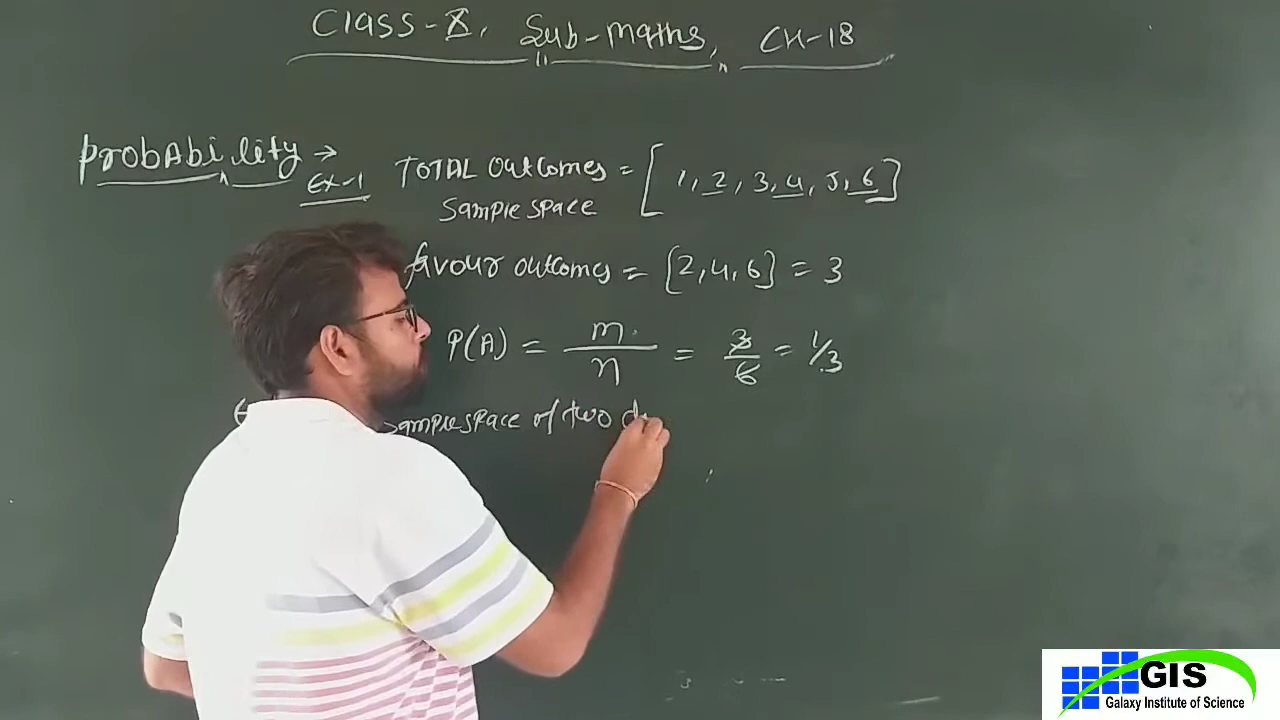 Class-X, Sub-maths, CH-18
Probability →
Ex-1
TOTAL outcomes = [1, 2, 3, 4, 5, 6]
Sample space
favour outcomes = [2, 4, 6] = 3
P(A) = m/n = 3/6 = 1/3
Sample space of two
GIS
Galaxy Institute of Science